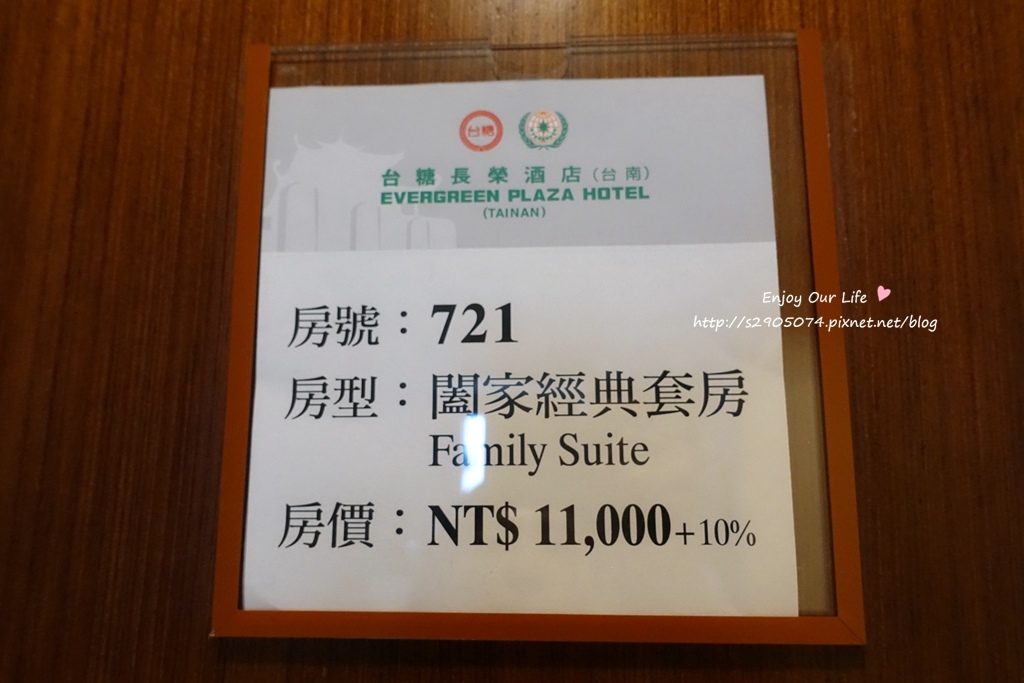 台糖
台糖長榮酒店(台南)
EVERGREEN PLAZA HOTEL
(TAINAN)
房號：721
房型：闔家經典套房
Family Suite
房價：NT$ 11,000+10%
Enjoy Our Life
http://s2905074.pixnet.net/blog